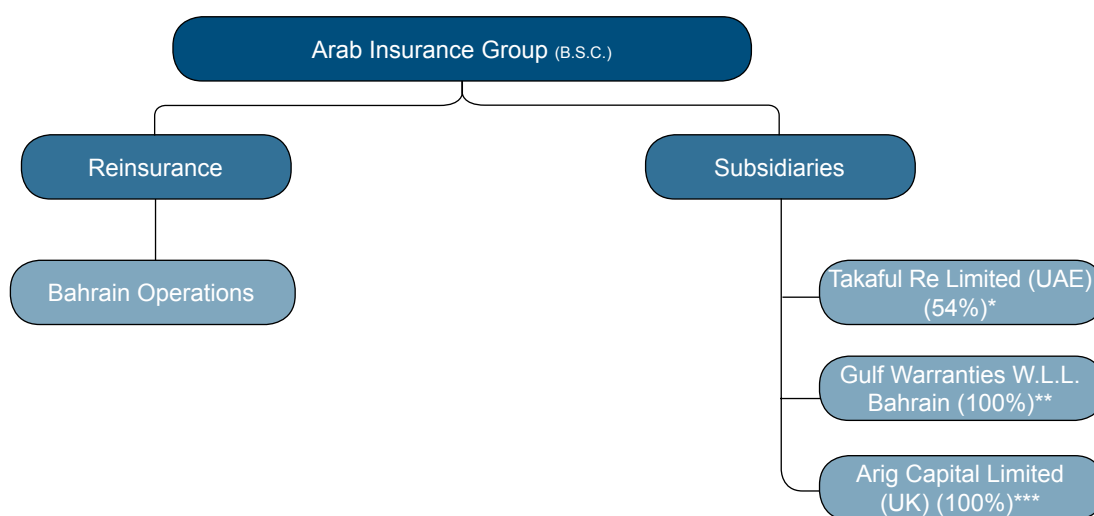 Arab Insurance Group (B.S.C.)
Reinsurance
Subsidiaries
Bahrain Operations
Takaful Re Limited (UAE)
(54%)*
Gulf Warranties W.L.L.
Bahrain (100%)**
Arig Capital Limited
(UK) (100%)***